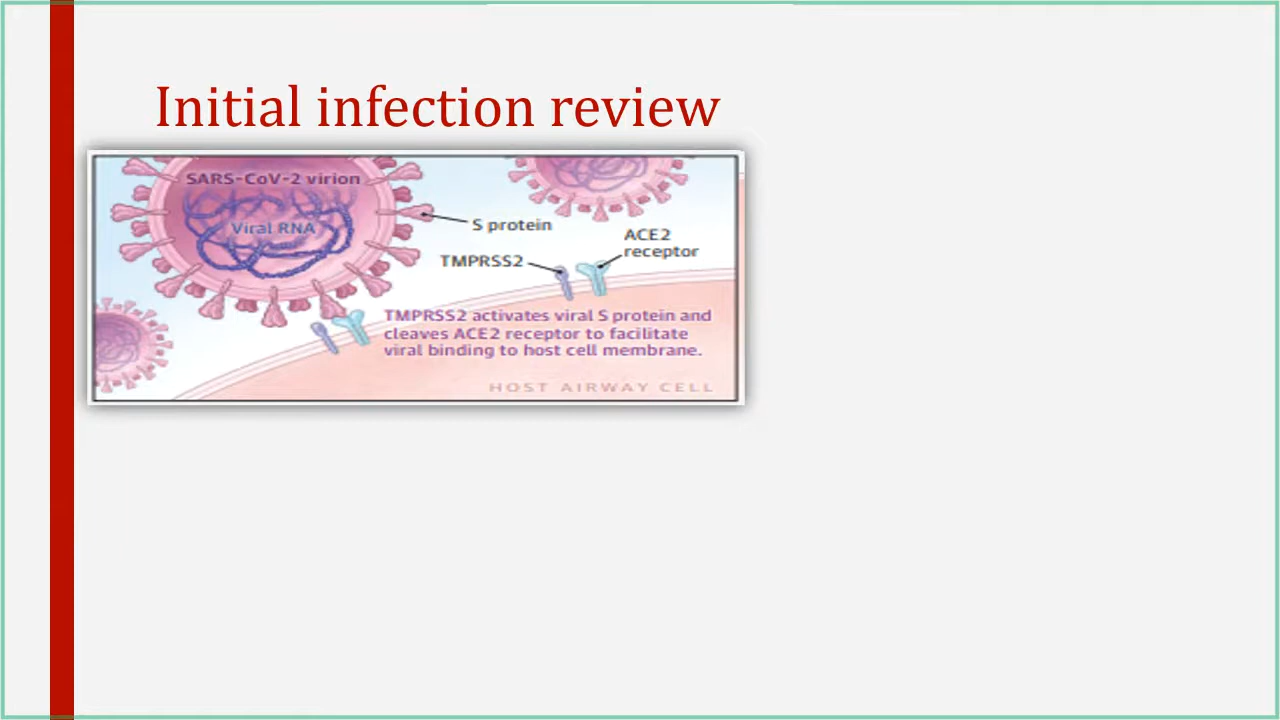 Initial infection review
SARS-CoV-2 virion
Viral RNA
S protein
ACE2
receptor
TMPRSS2
TMPRSS2 activates viral S protein and
cleaves ACE2 receptor to facilitate
viral binding to host cell membrane.
HOST AIRWAY CELL